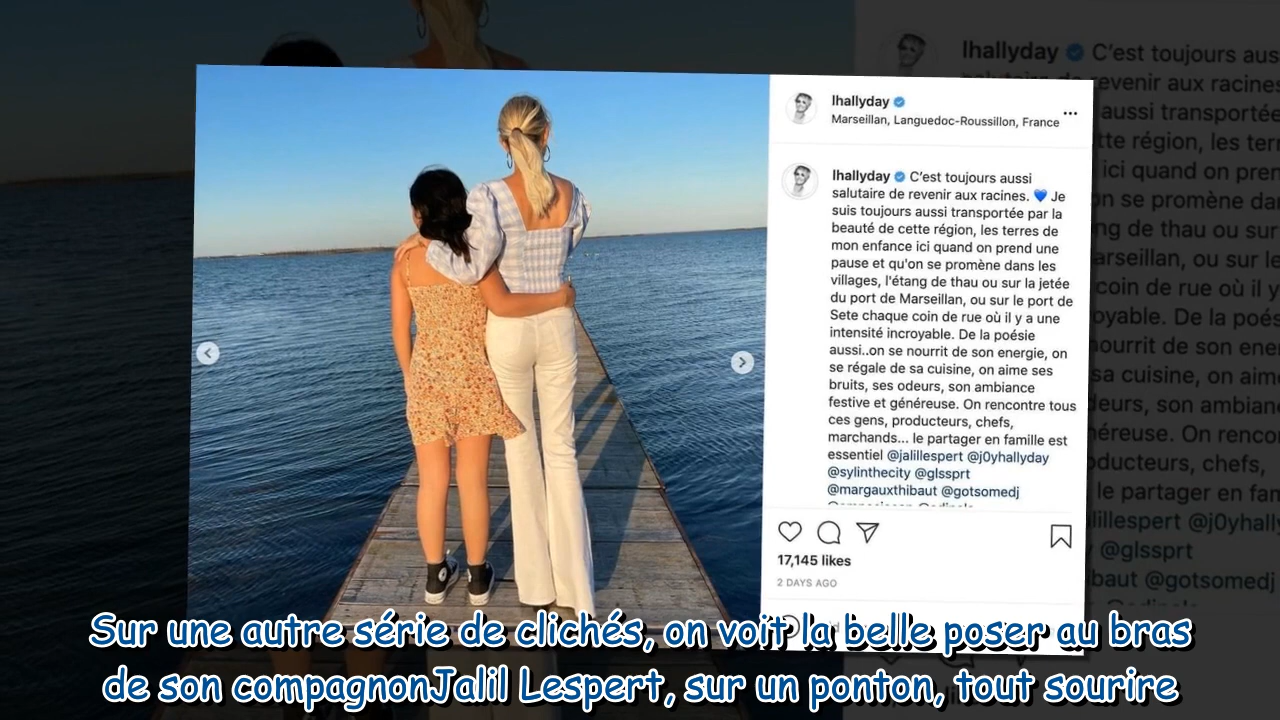 lhallyday
Marseillan, Languedoc-Roussillon, France
lhallyday C’est toujours aussi
salutaire de revenir aux racines. 💙 Je
suis toujours aussi transportée par la
beauté de cette région, les terres de
mon enfance ici quand on prend une
pause et qu'on se promène dans les
villages, l'étang de thau ou sur la jetée
du port de Marseillan, ou sur le port de
Sete chaque coin de rue où il y a une
intensité incroyable. De la poésie
aussi..on se nourrit de son energie, on
se régale de sa cuisine, on aime ses
bruits, ses odeurs, son ambiance
festive et généreuse. On rencontre tous
ces gens, producteurs, chefs,
marchands... le partager en famille est
essentiel @jalillespert @j0yhallyday
@sylinthecity @glssprt
@margauxthibaut @gotsomedj
17,145 likes
2 DAYS AGO
Sur une autre série de clichés, on voit la belle poser au bras
de son compagnonJalil Lespert, sur un ponton, tout sourire